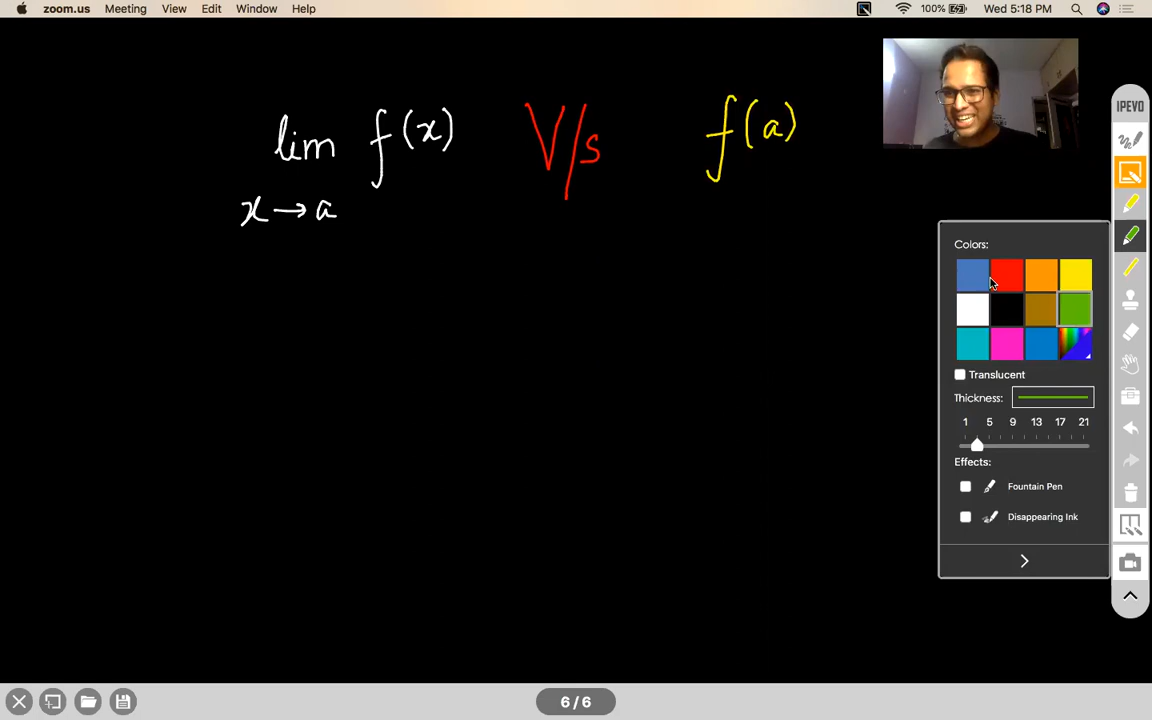 zoom.us Meeting View Edit Window Help 100% Wed 5:18 PM
lim f(x) V/s f(a)
x→a
IPEVO
Colors:
Translucent
Thickness:
1 5 9 13 17 21
Effects:
Fountain Pen
Disappearing Ink
6 / 6